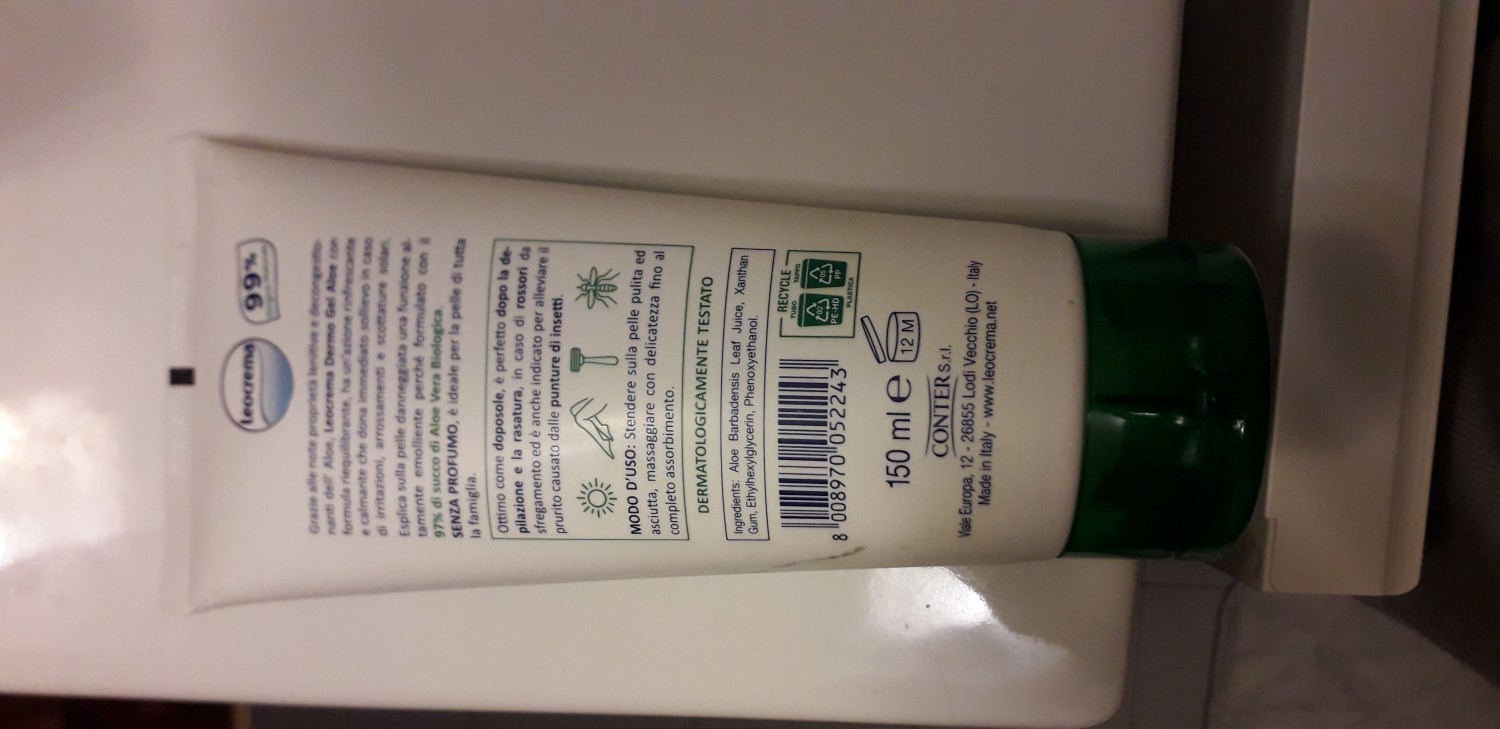 Leocrema
99%
Grazie alle note proprietà lenitive e decongestio-
nanti dell' Aloe, Leocrema Dermo Gel Aloe con
formula riequilibrante, ha un'azione rinfrescante
e calmante che dona immediato sollievo in caso
di irritazioni, arrossamenti e scottature solari.
Esplica sulla pelle danneggiata una funzione al-
tamente emolliente perché formulato con il
97% di succo di Aloe Vera Biologica.
SENZA PROFUMO, è ideale per la pelle di tutta
la famiglia.
Ottimo come doposole, è perfetto dopo la de-
pilazione e la rasatura, in caso di rossori da
sfregamento ed è anche indicato per alleviare il
prurito causato dalle punture di insetti.
MODO D'USO: Stendere sulla pelle pulita ed
asciutta, massaggiare con delicatezza fino al
completo assorbimento.
DERMATOLOGICAMENTE TESTATO
Ingredients: Aloe Barbadensis Leaf Juice, Xanthan
Gum, Ethylhexylglycerin, Phenoxyethanol.
8 008970 052243
RECYCLE
TUBO
TAPPO
02
PE-HD
05
PP
PLASTICA
150 ml e
12 M
CONTER s.r.l.
Viale Europa, 12 - 26855 Lodi Vecchio (LO) - Italy
Made in Italy - www.leocrema.net